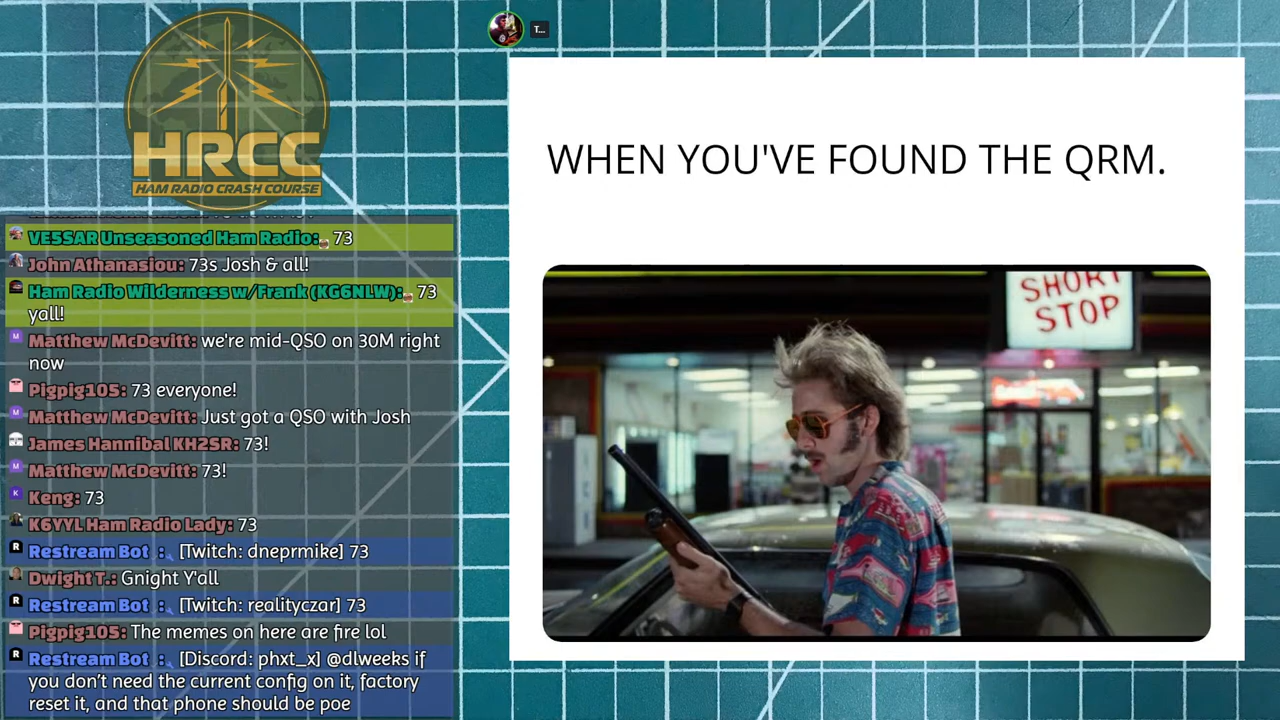 HRCC
HAM RADIO CRASH COURSE
T...
WHEN YOU'VE FOUND THE QRM.
SHORT
STOP
VE5SAR Unseasoned Ham Radio: 73
John Athanasiou: 73s Josh & all!
Ham Radio Wilderness w/Frank (KG6NLW): 73
yall!
Matthew McDevitt: we're mid-QSO on 30M right
now
Pigpig105: 73 everyone!
Matthew McDevitt: Just got a QSO with Josh
James Hannibal KH2SR: 73!
Matthew McDevitt: 73!
Keng: 73
K6YYL Ham Radio Lady: 73
Restream Bot : [Twitch: dneprmike] 73
Dwight T.: Gnight Y'all
Restream Bot : [Twitch: realityczar] 73
Pigpig105: The memes on here are fire lol
Restream Bot : [Discord: phxt_x] @dlweeks if
you don't need the current config on it, factory
reset it, and that phone should be poe